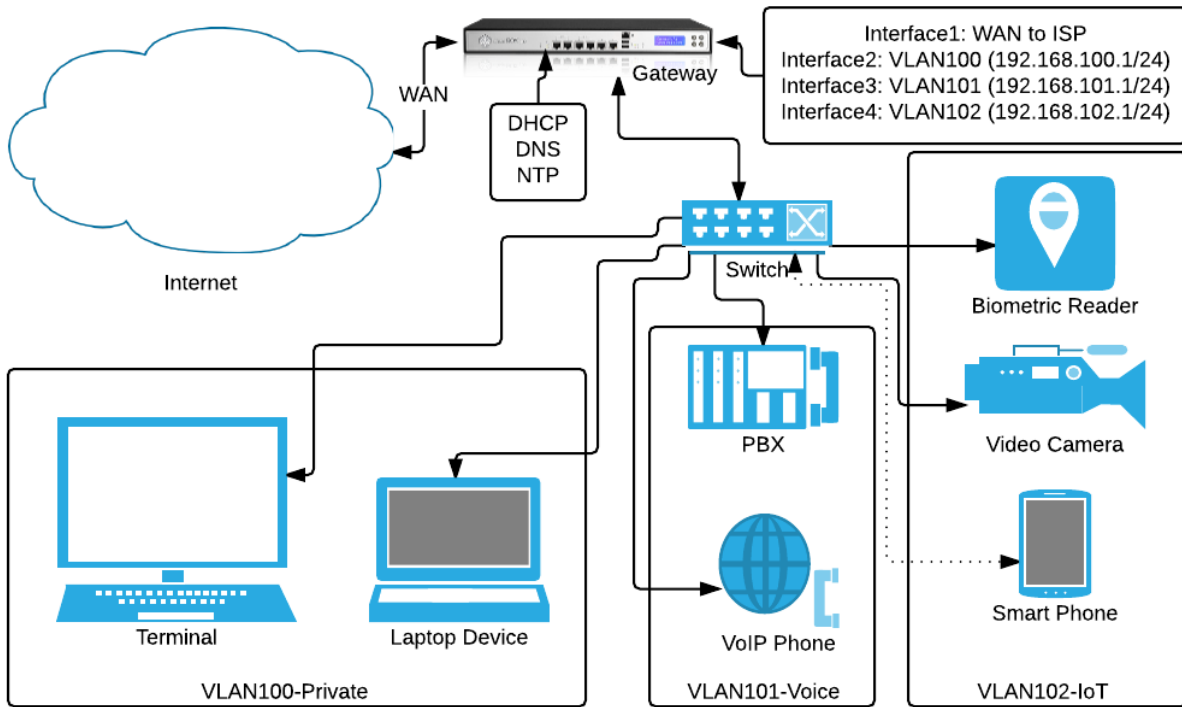 Interface1: WAN to ISP
Interface2: VLAN100 (192.168.100.1/24)
Interface3: VLAN101 (192.168.101.1/24)
Interface4: VLAN102 (192.168.102.1/24)
Gateway
WAN
DHCP
DNS
NTP
Internet
Switch
Biometric Reader
PBX
Video Camera
Terminal
Laptop Device
VoIP Phone
Smart Phone
VLAN100-Private
VLAN101-Voice
VLAN102-IoT